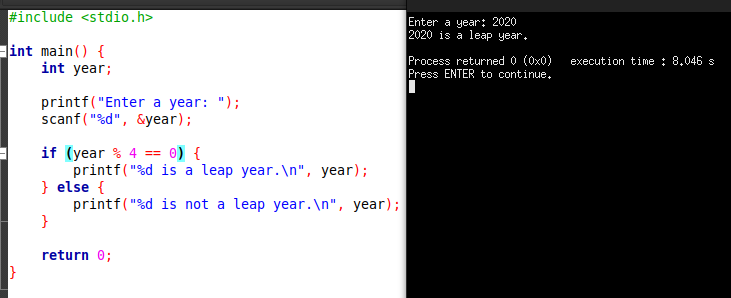 #include <stdio.h>
int main() {
    int year;
    printf("Enter a year: ");
    scanf("%d", &year);
    if (year % 4 == 0) {
        printf("%d is a leap year.\n", year);
    } else {
        printf("%d is not a leap year.\n", year);
    }
    return 0;
}
Enter a year: 2020
2020 is a leap year.
Process returned 0 (0x0)   execution time : 8.046 s
Press ENTER to continue.